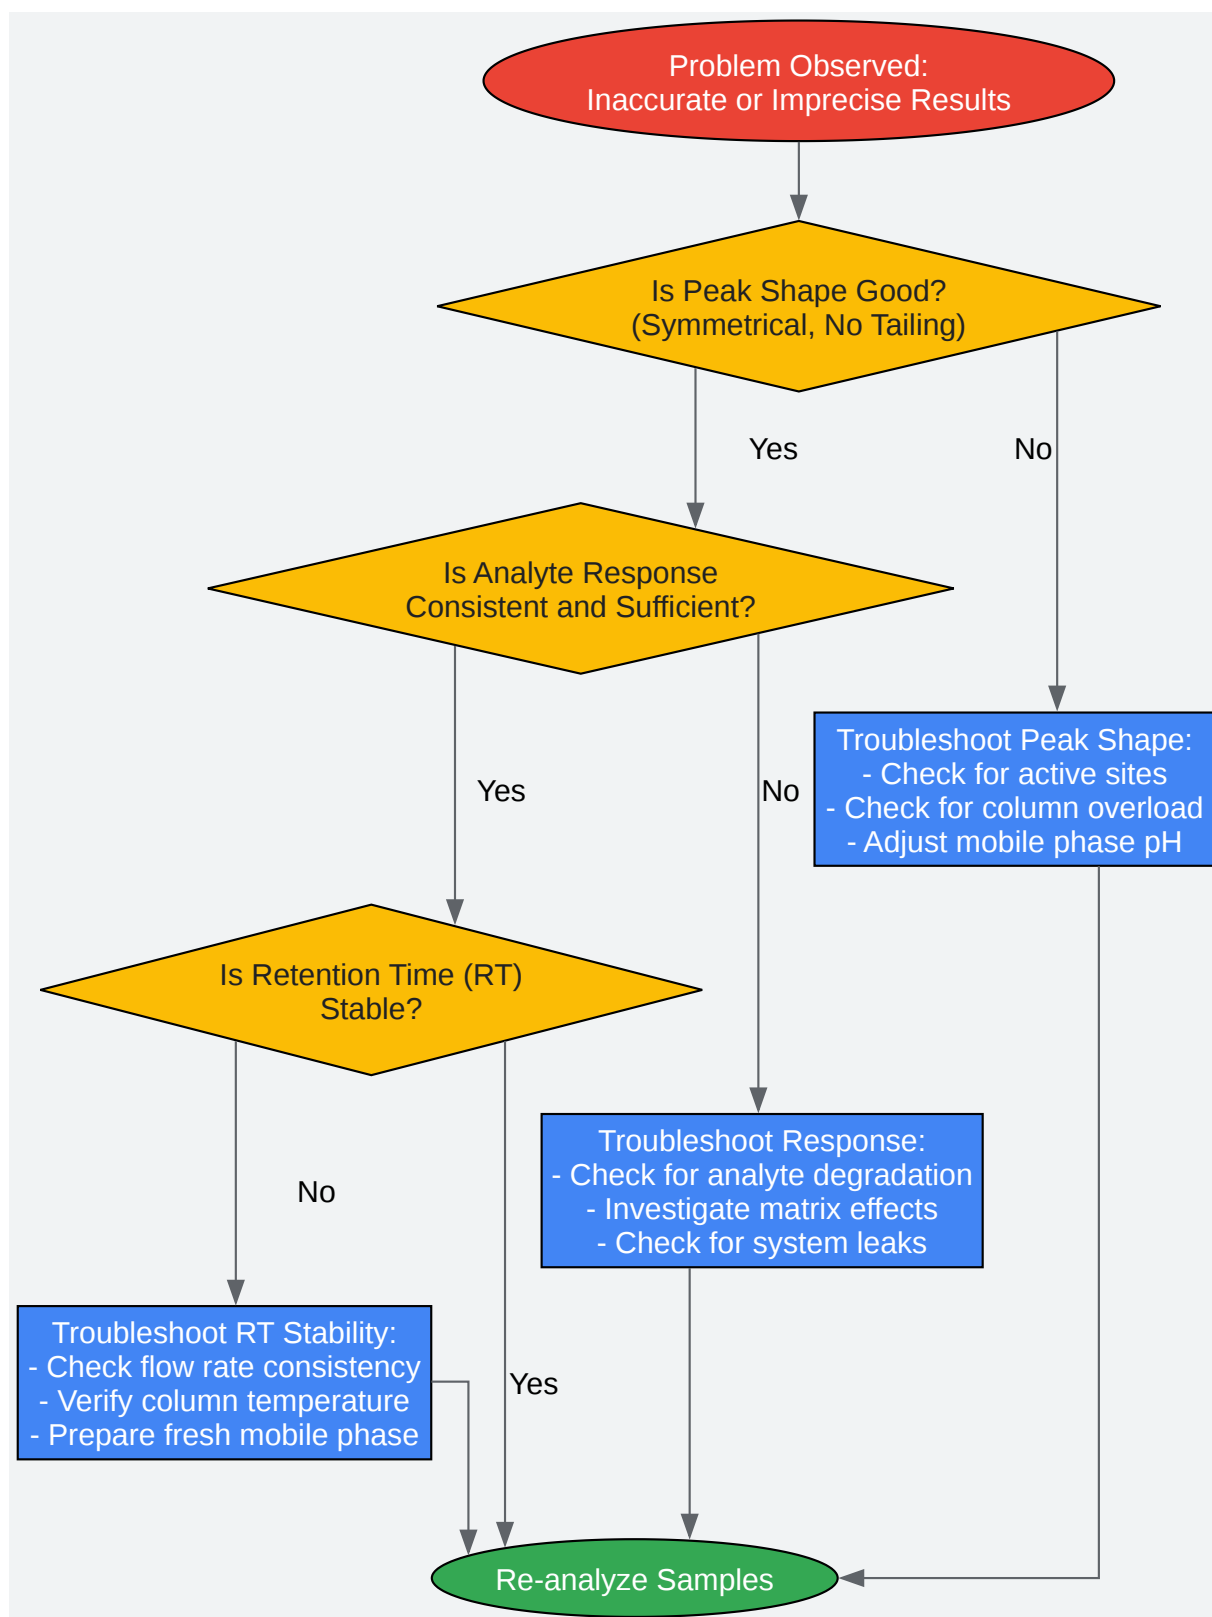 Problem Observed:
Inaccurate or Imprecise Results
Is Peak Shape Good?
(Symmetrical, No Tailing)
Yes
No
Is Analyte Response
Consistent and Sufficient?
Troubleshoot Peak Shape:
- Check for active sites
- Check for column overload
- Adjust mobile phase pH
Yes
No
Is Retention Time (RT)
Stable?
Troubleshoot Response:
- Check for analyte degradation
- Investigate matrix effects
- Check for system leaks
No
Troubleshoot RT Stability:
- Check flow rate consistency
- Verify column temperature
- Prepare fresh mobile phase
Yes
Re-analyze Samples